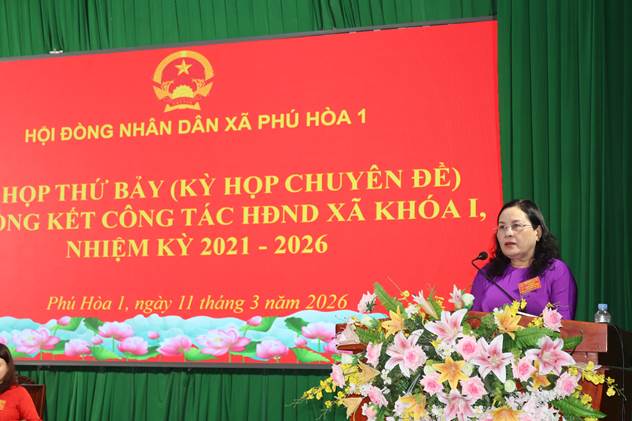 HỘI ĐỒNG NHÂN DÂN XÃ PHÚ HÒA 1
HỌP THỨ BẢY (KỲ HỌP CHUYÊN ĐỀ)
KẾT CÔNG TÁC HĐND XÃ KHÓA I,
NHIỆM KỲ 2021 - 2026
Phú Hòa 1, ngày 11 tháng 3 năm 2026